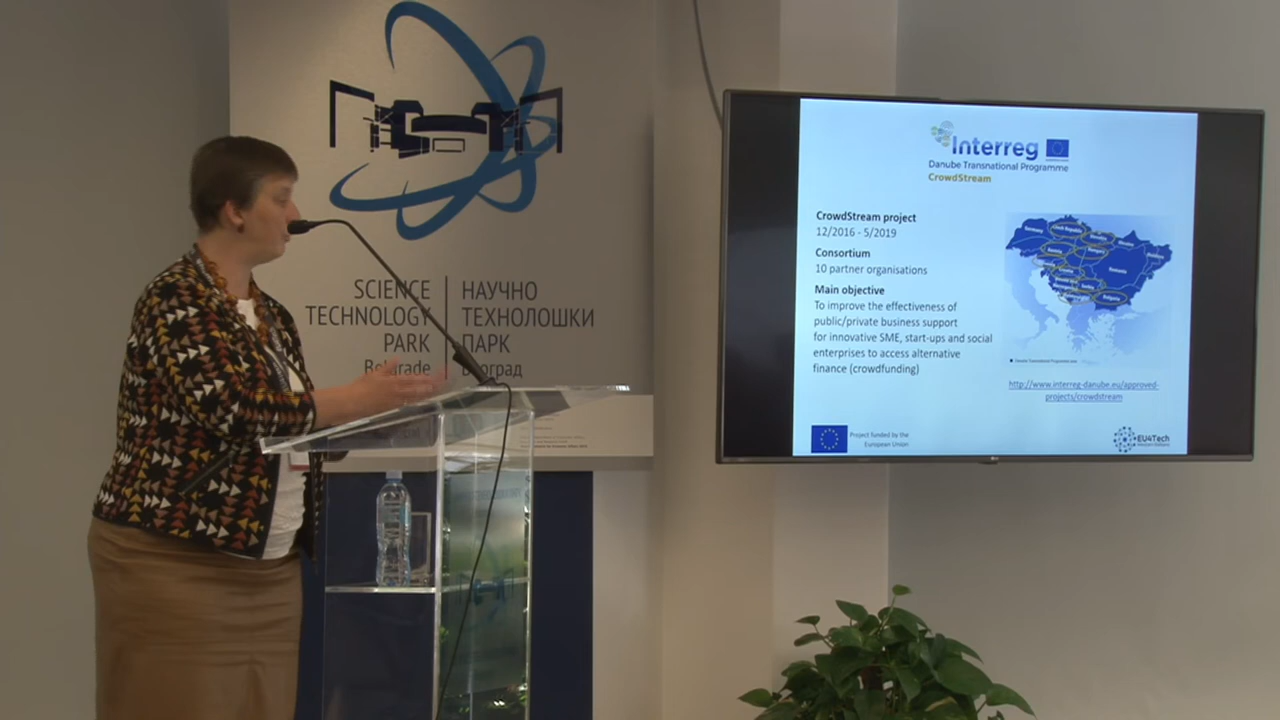 SCIENCE
TECHNOLOGY
PARK
Belgrade
НАУЧНО
ТЕХНОЛОШКИ
ПАРК
Београд
Interreg
Danube Transnational Programme
CrowdStream
CrowdStream project
12/2016 - 5/2019
Consortium
10 partner organisations
Main objective
To improve the effectiveness of
public/private business support
for innovative SME, start-ups and social
enterprises to access alternative
finance (crowdfunding)
Romania
http://www.interreg-danube.eu/approved-
projects/crowdstream
Project funded by the
European Union
EU4Tech
LG